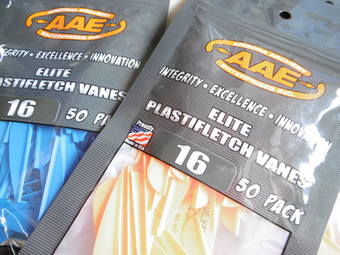 AAE
INTEGRITY • EXCELLENCE • INNOVATION
ELITE
PLASTIFLETCH VANES
16
50 PACK
AAE
INTEGRITY • EXCELLENCE • INNOVATION
ELITE
PLASTIFLETCH VANES
16
50 PACK